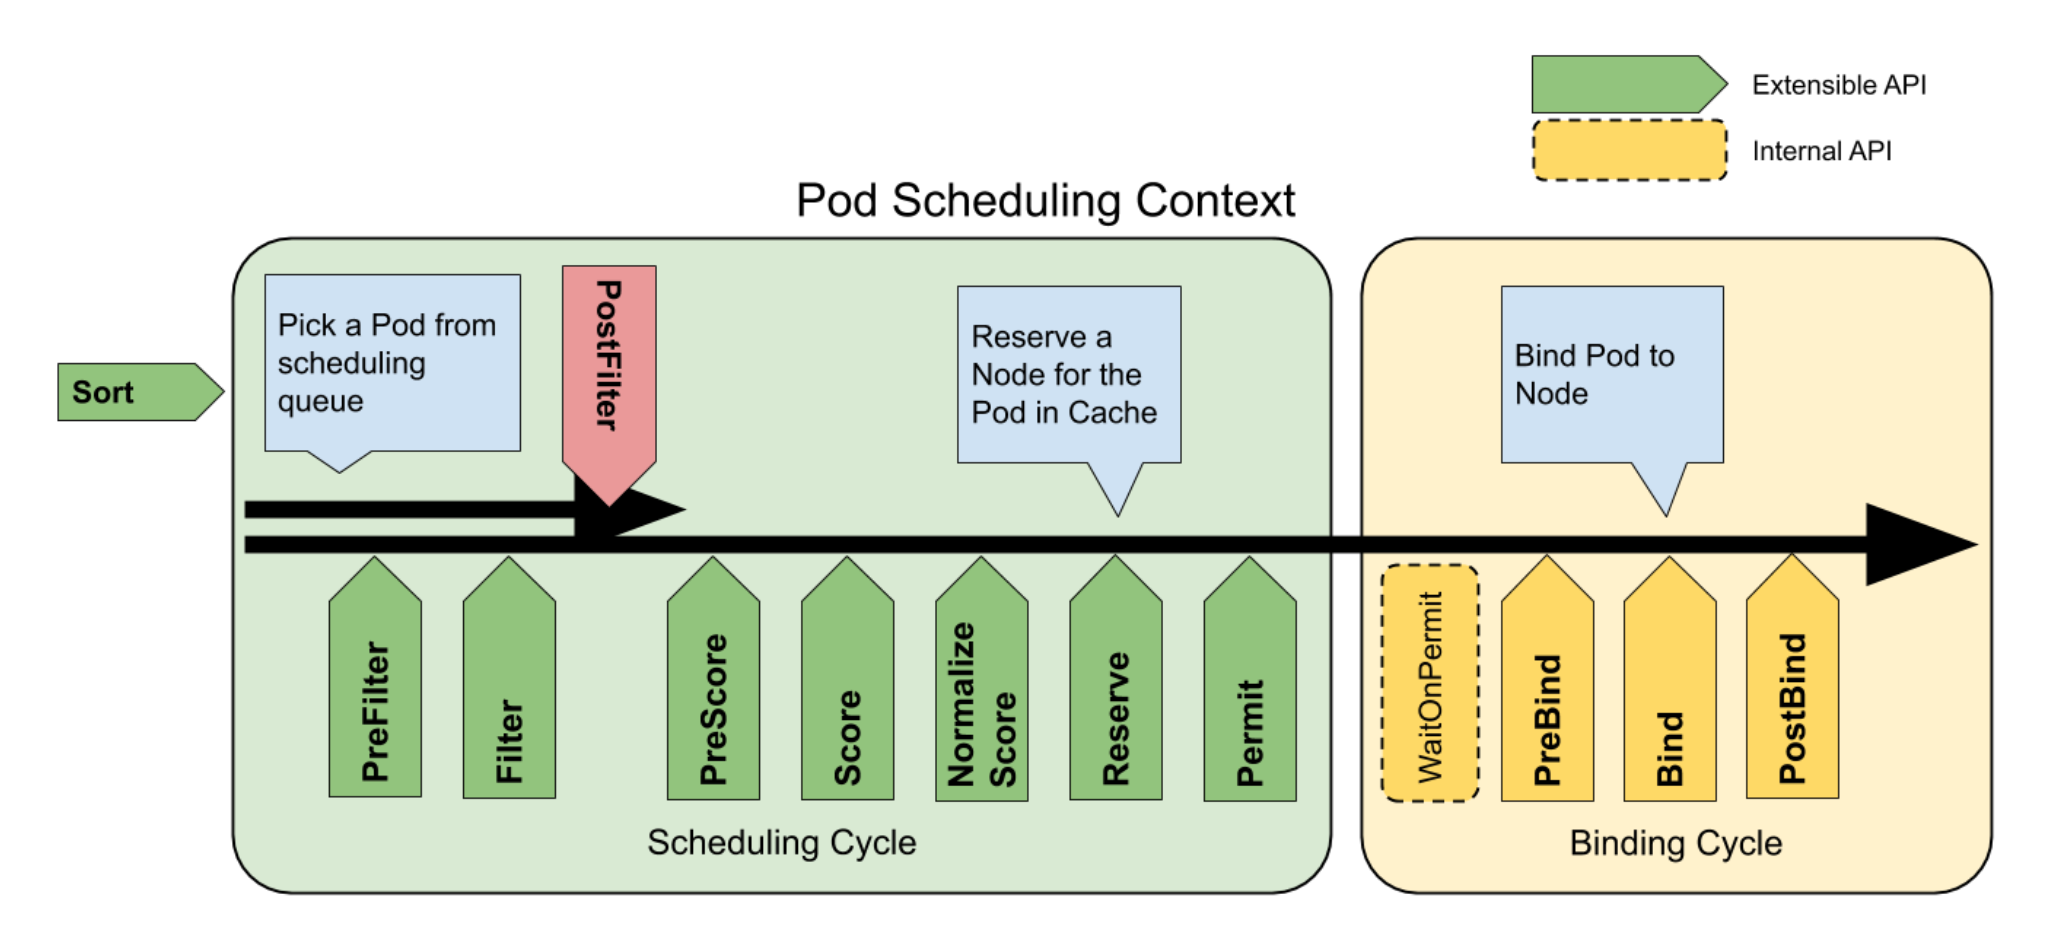 Extensible API
Internal API
Pod Scheduling Context
Sort
Pick a Pod from
scheduling
queue
PostFilter
Reserve a
Node for the
Pod in Cache
Bind Pod to
Node
PreFilter
Filter
PreScore
Score
Normalize
Score
Reserve
Permit
WaitOnPermit
PreBind
Bind
PostBind
Scheduling Cycle
Binding Cycle